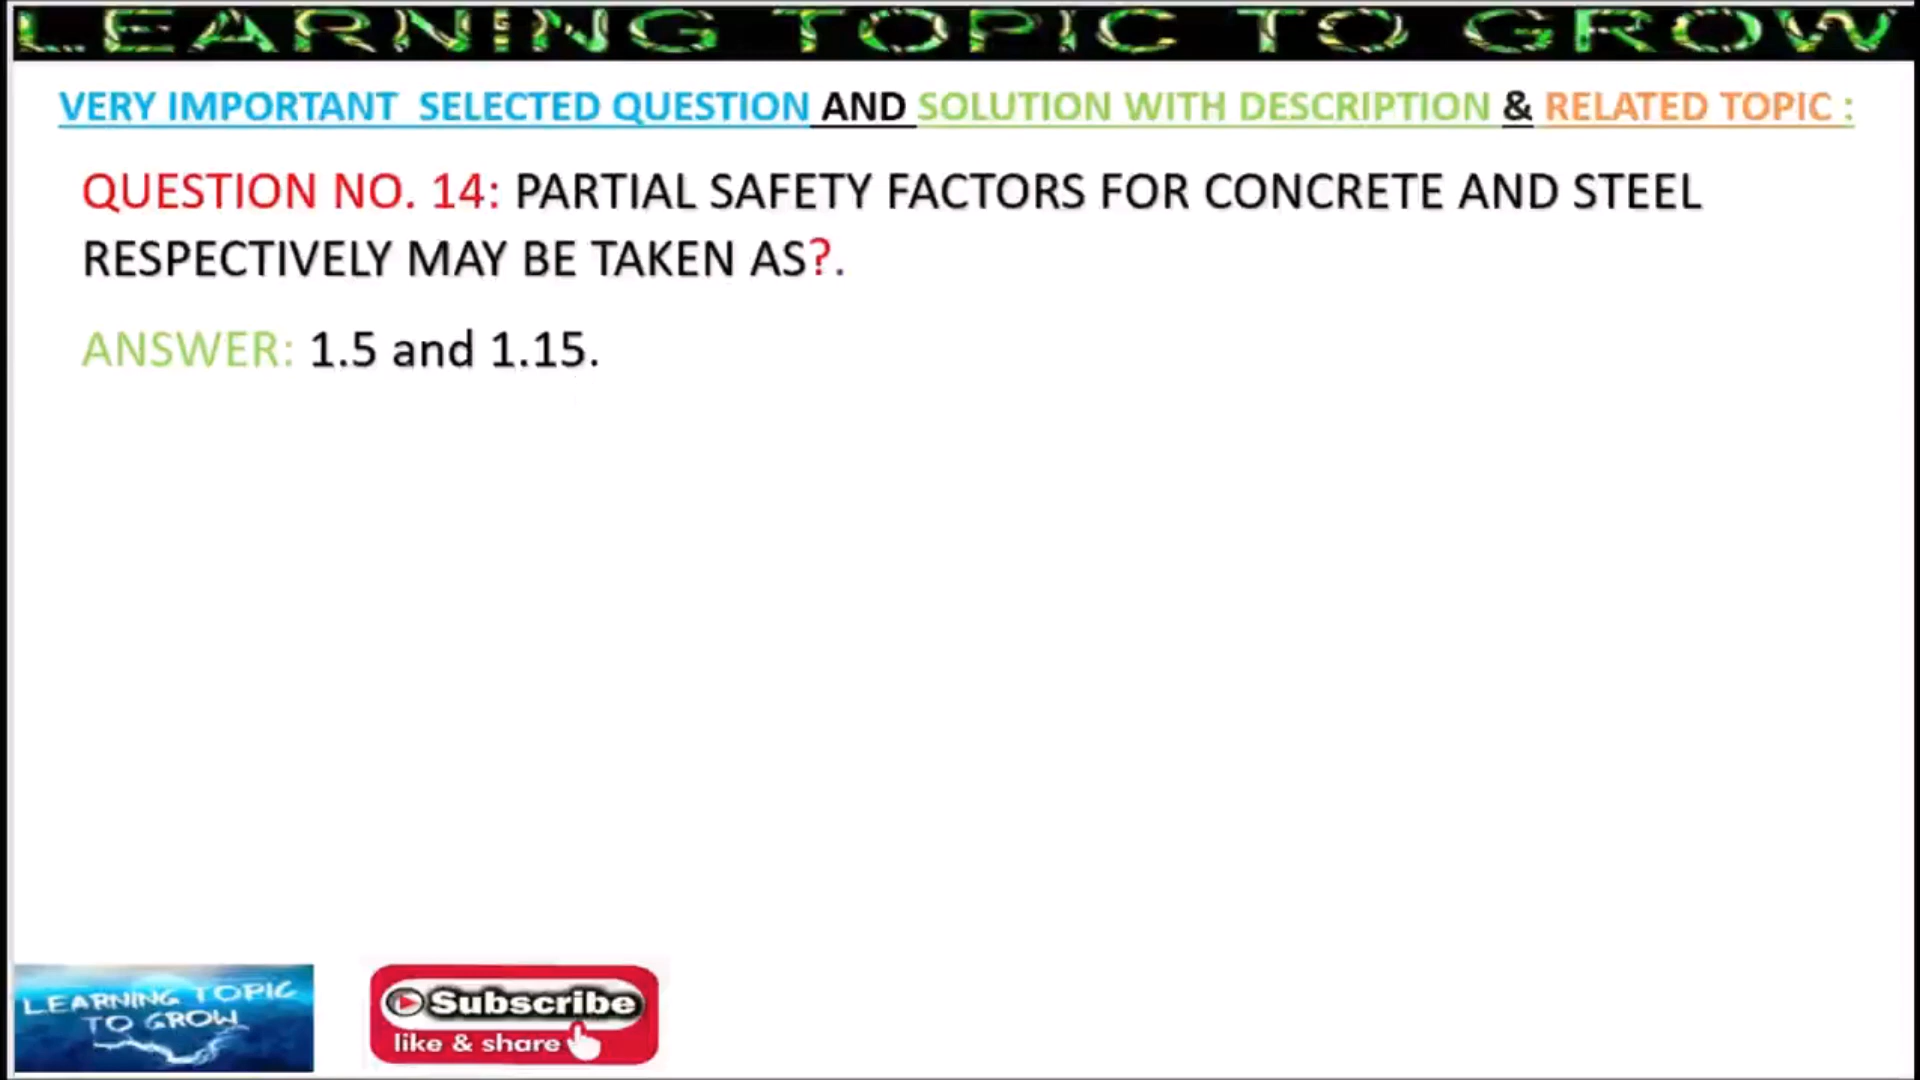 LEARNING TOPIC TO GROW
VERY IMPORTANT SELECTED QUESTION AND SOLUTION WITH DESCRIPTION & RELATED TOPIC :
QUESTION NO. 14: PARTIAL SAFETY FACTORS FOR CONCRETE AND STEEL
RESPECTIVELY MAY BE TAKEN AS?.
ANSWER: 1.5 and 1.15.
LEARNING TOPIC
TO GROW
Subscribe
like & share